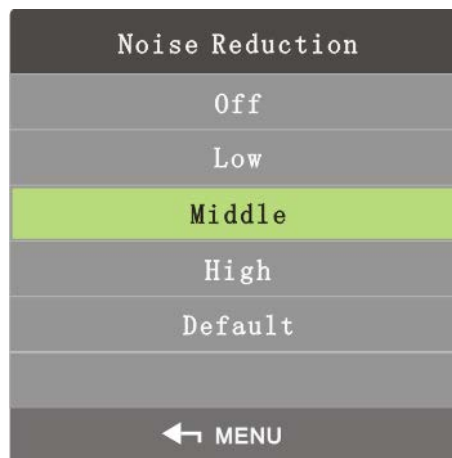 Noise Reduction
Off
Low
Middle
High
Default
MENU